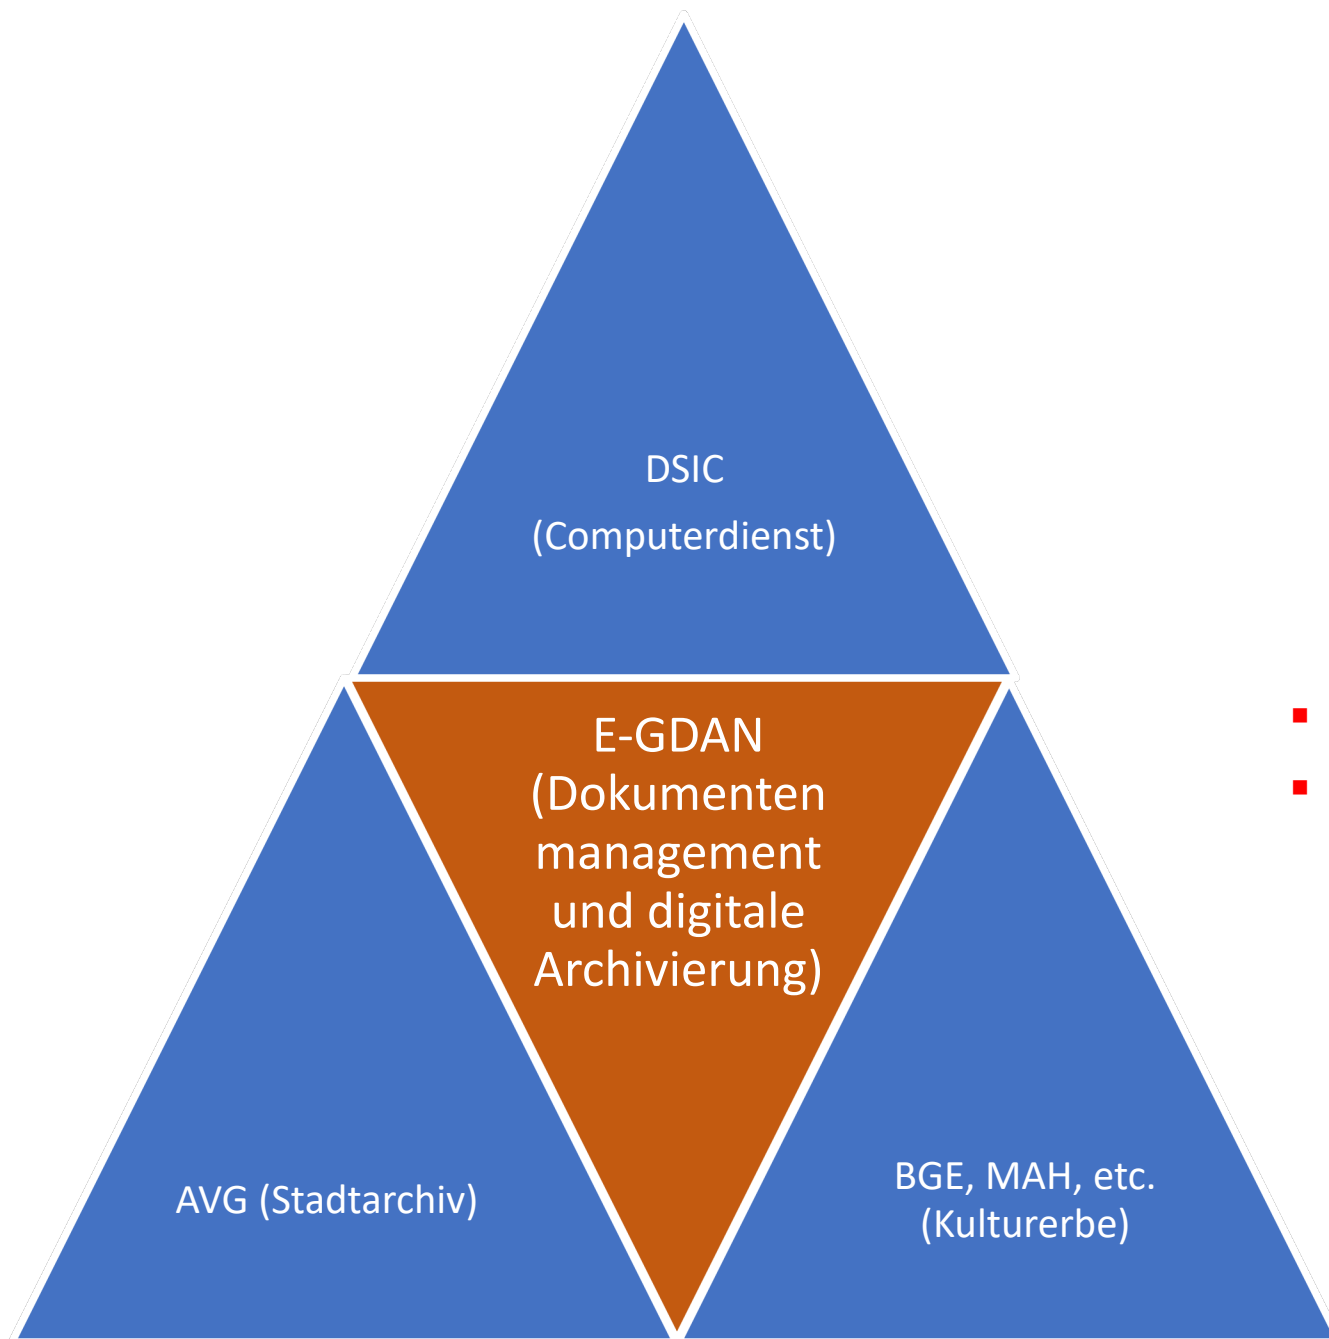 DSIC
(Computerdienst)
E-GDAN
(Dokumenten
management
und digitale
Archivierung)
AVG (Stadtarchiv)
BGE, MAH, etc.
(Kulturerbe)